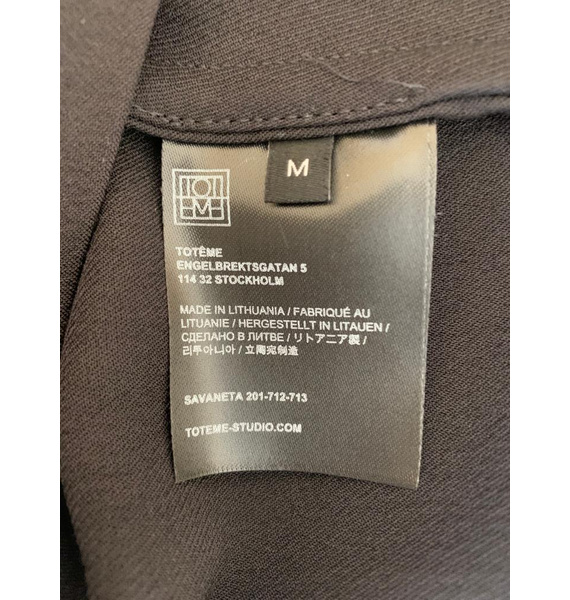 M
TOTEME
TOTÊME
ENGELBREKTSGATAN 5
114 32 STOCKHOLM
MADE IN LITHUANIA / FABRIQUÉ AU
LITUANIE / HERGESTELLT IN LITAUEN /
СДЕЛАНО В ЛИТВЕ / リトアニア製 /
리투아니아 / 立陶宛制造
SAVANETA 201-712-713
TOTEME-STUDIO.COM